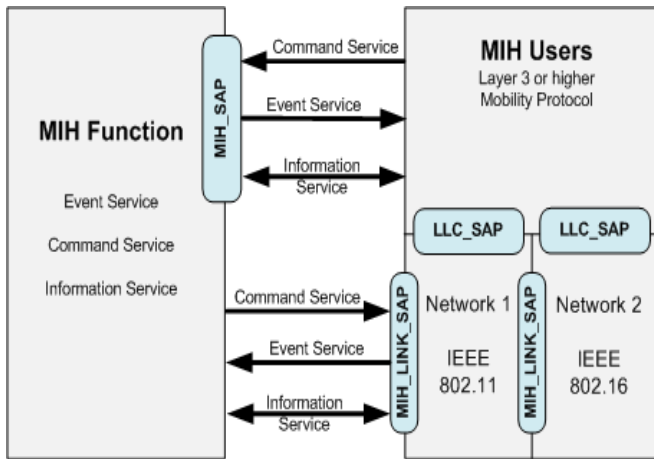 MIH Function
Event Service
Command Service
Information Service
MIH_SAP
Command Service
Event Service
Information
Service
MIH Users
Layer 3 or higher
Mobility Protocol
LLC_SAP
LLC_SAP
Command Service
Event Service
Information
Service
MIH_LINK_SAP
Network 1
IEEE
802.11
MIH_LINK_SAP
Network 2
IEEE
802.16